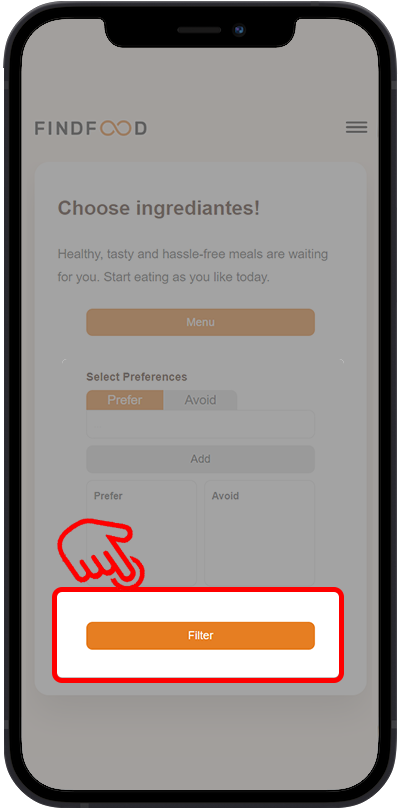 FINDFOOD
Choose ingrediantes!
Healthy, tasty and hassle-free meals are waiting
for you. Start eating as you like today.
Menu
Select Preferences
Prefer Avoid
Add
Prefer Avoid
Filter